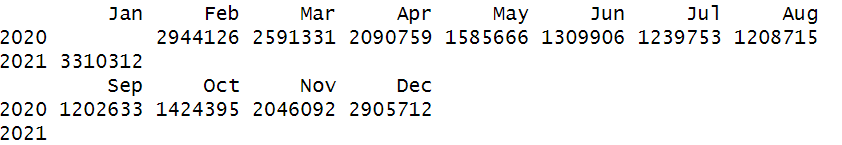 Jan     Feb     Mar     Apr     May     Jun     Jul     Aug
2020         2944126 2591331 2090759 1585666 1309906 1239753 1208715
2021 3310312
         Sep     Oct     Nov     Dec
2020 1202633 1424395 2046092 2905712
2021